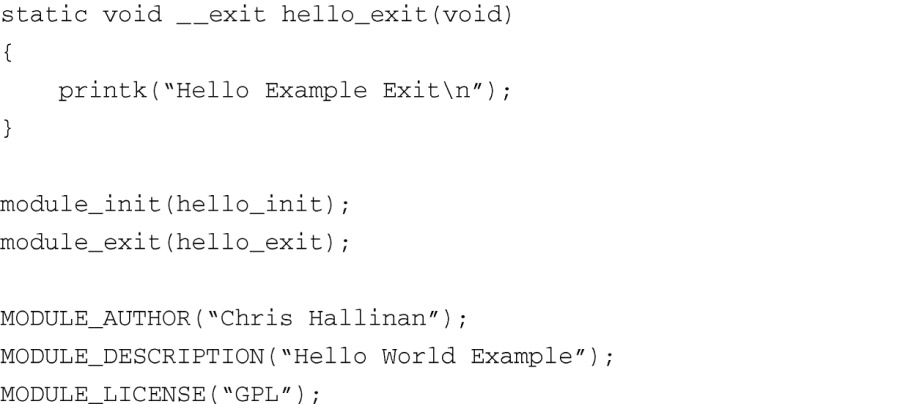 static void __exit hello_exit(void)
{
    printk(“Hello Example Exit\n”);
}

module_init(hello_init);
module_exit(hello_exit);

MODULE_AUTHOR(“Chris Hallinan”);
MODULE_DESCRIPTION(“Hello World Example”);
MODULE_LICENSE(“GPL”);